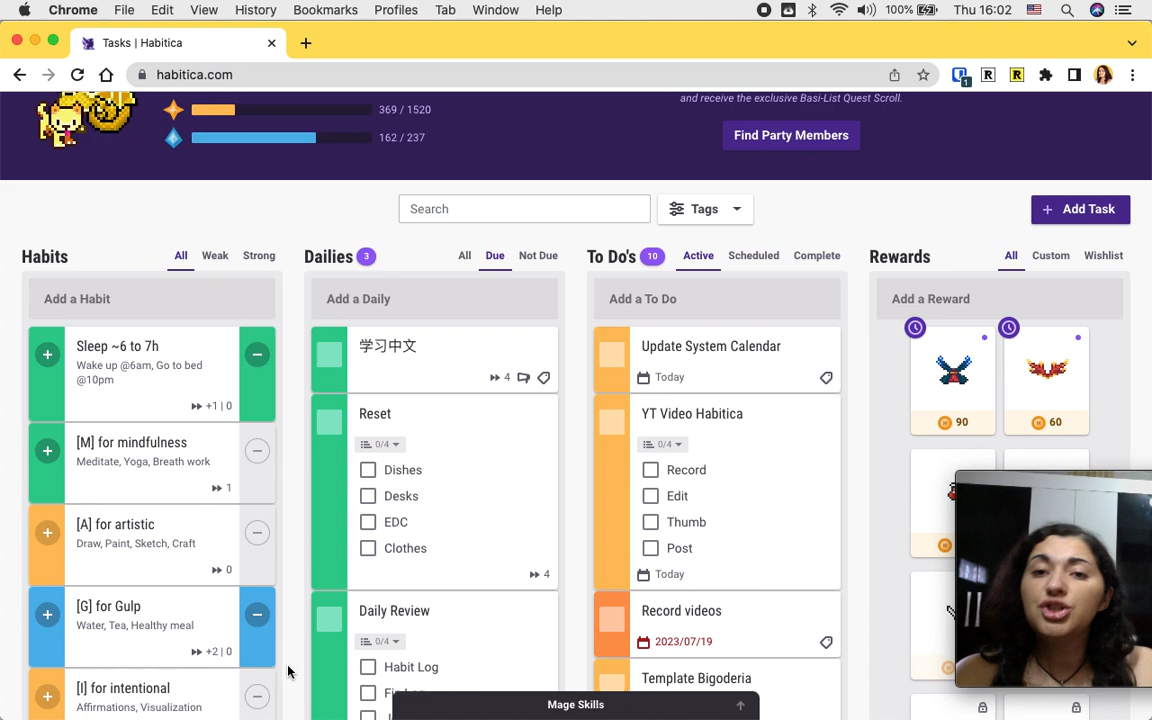 Chrome File Edit View History Bookmarks Profiles Tab Window Help 100% Thu 16:02
Tasks | Habitica
habitica.com
1
R
R
and receive the exclusive Basi-List Quest Scroll.
369 / 1520
162 / 237
Find Party Members
Search
Tags
+ Add Task
Habits All Weak Strong
Add a Habit
Sleep ~6 to 7h
Wake up @6am, Go to bed
@10pm
+1 | 0
[M] for mindfulness
Meditate, Yoga, Breath work
1
[A] for artistic
Draw, Paint, Sketch, Craft
0
[G] for Gulp
Water, Tea, Healthy meal
+2 | 0
[I] for intentional
Affirmations, Visualization
Dailies 3 All Due Not Due
Add a Daily
学习中文
4
Reset
0/4
Dishes
Desks
EDC
Clothes
4
Daily Review
0/4
Habit Log
To Do's 10 Active Scheduled Complete
Add a To Do
Update System Calendar
Today
YT Video Habitica
0/4
Record
Edit
Thumb
Post
Today
Record videos
2023/07/19
Template Bigoderia
Rewards All Custom Wishlist
Add a Reward
90
60
Mage Skills